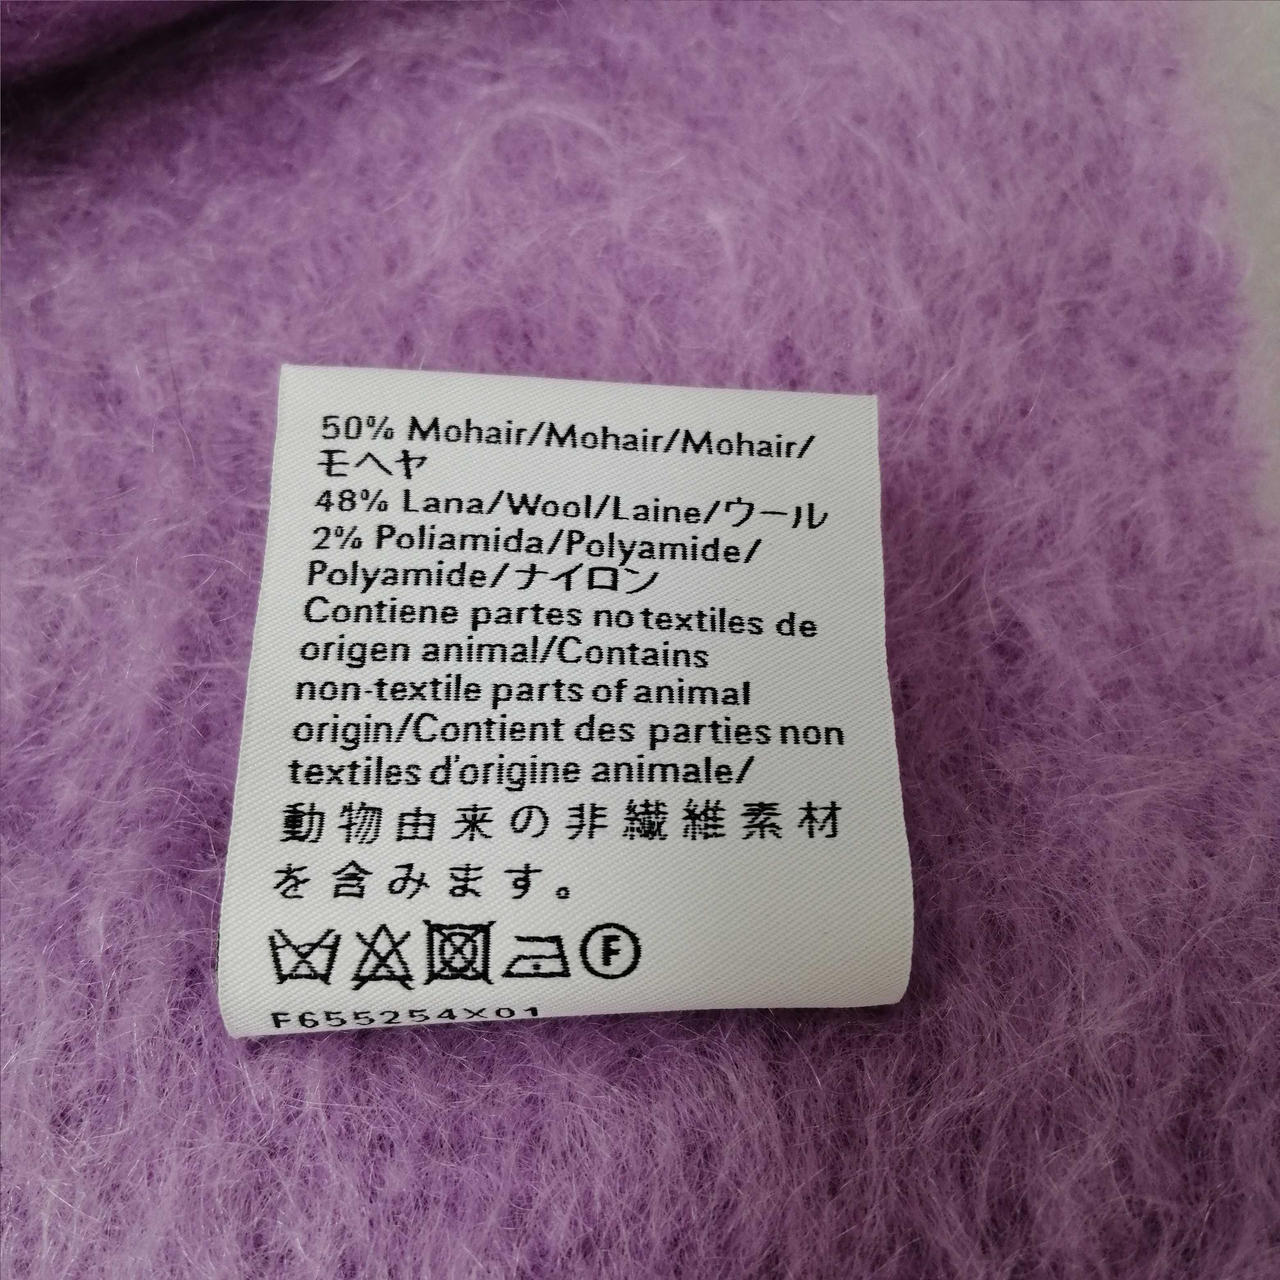 50% Mohair/Mohair/Mohair/
モヘヤ
48% Lana/Wool/Laine/ウール
2% Poliamida/Polyamide/
Polyamide/ナイロン
Contiene partes no textiles de
origen animal/Contains
non-textile parts of animal
origin/Contient des parties non
textiles d'origine animale/
動物由来の非繊維素材
を含みます。
F
F655254X01